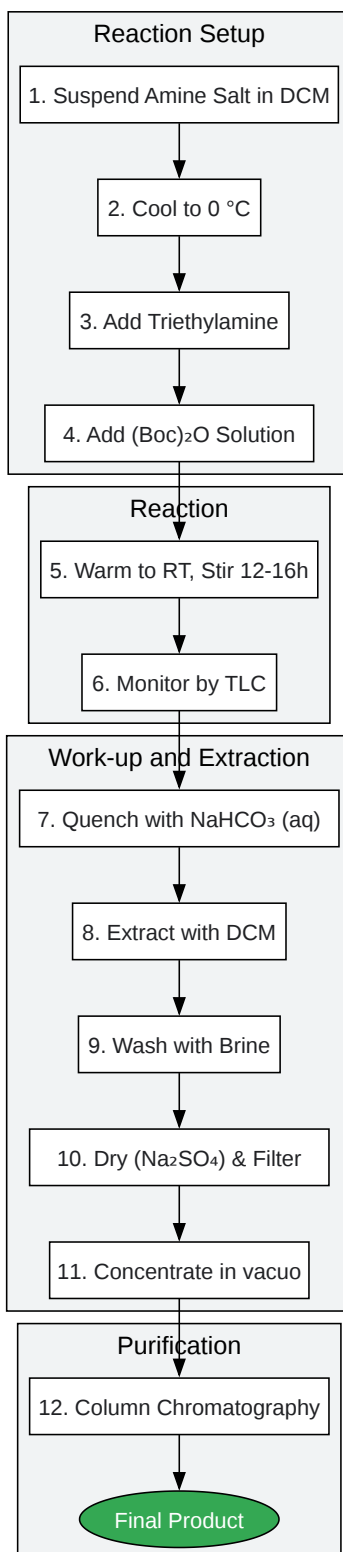 Reaction Setup
1. Suspend Amine Salt in DCM
2. Cool to 0 °C
3. Add Triethylamine
4. Add (Boc)₂O Solution
Reaction
5. Warm to RT, Stir 12-16h
6. Monitor by TLC
Work-up and Extraction
7. Quench with NaHCO₃ (aq)
8. Extract with DCM
9. Wash with Brine
10. Dry (Na₂SO₄) & Filter
11. Concentrate in vacuo
Purification
12. Column Chromatography
Final Product